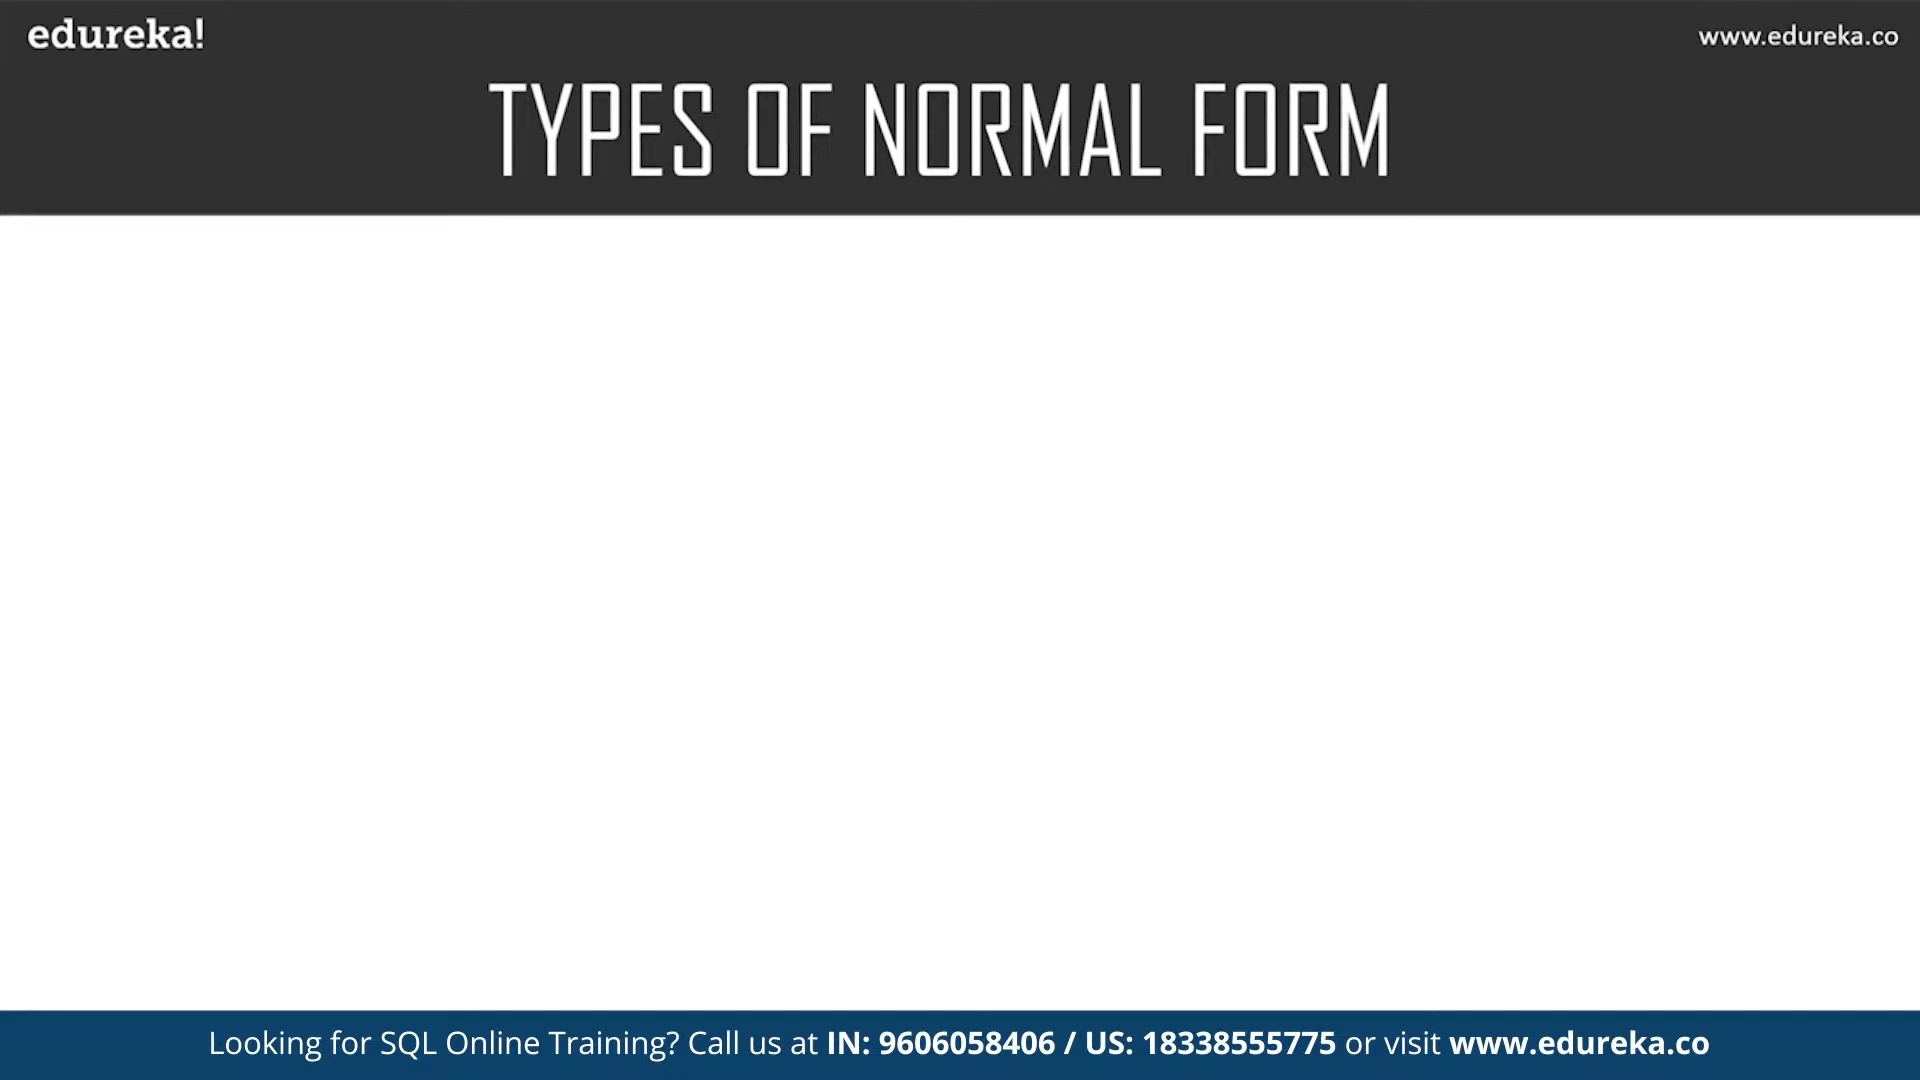 edureka!
www.edureka.co
TYPES OF NORMAL FORM
Looking for SQL Online Training? Call us at IN: 9606058406 / US: 18338555775 or visit www.edureka.co